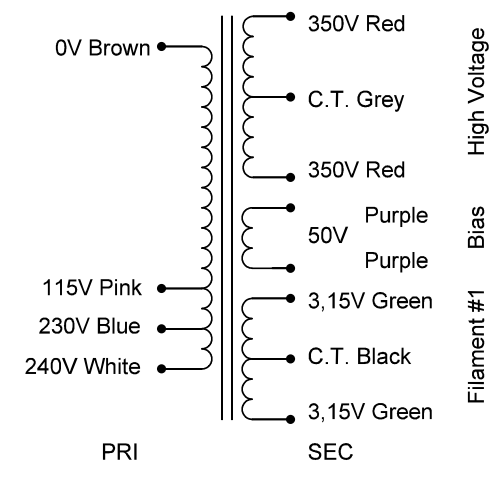 0V Brown
115V Pink
230V Blue
240V White
PRI
350V Red
C.T. Grey
350V Red
High Voltage
Purple
50V
Purple
Bias
3,15V Green
C.T. Black
3,15V Green
Filament #1
SEC